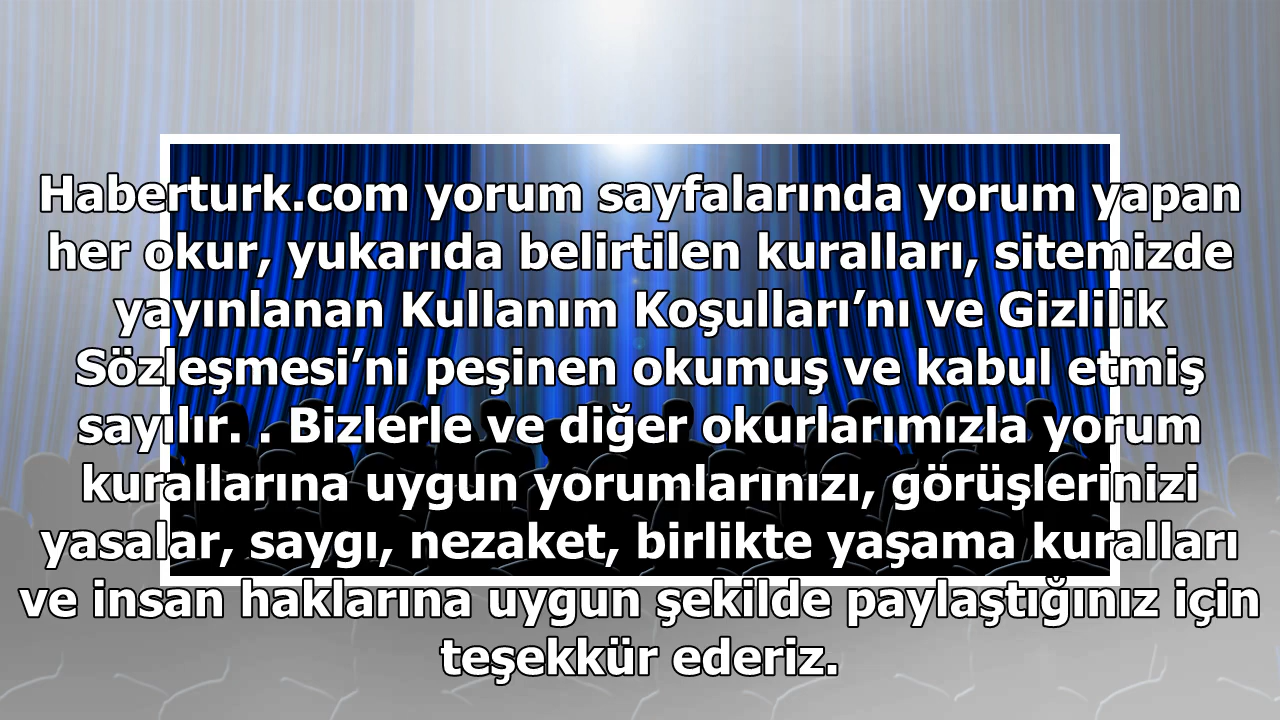 Haberturk.com yorum sayfalarında yorum yapan
her okur, yukarıda belirtilen kuralları, sitemizde
yayınlanan Kullanım Koşulları’nı ve Gizlilik
Sözleşmesi’ni peşinen okumuş ve kabul etmiş
sayılır. . Bizlerle ve diğer okurlarımızla yorum
kurallarına uygun yorumlarınızı, görüşlerinizi
yasalar, saygı, nezaket, birlikte yaşama kuralları
ve insan haklarına uygun şekilde paylaştığınız için
teşekkür ederiz.